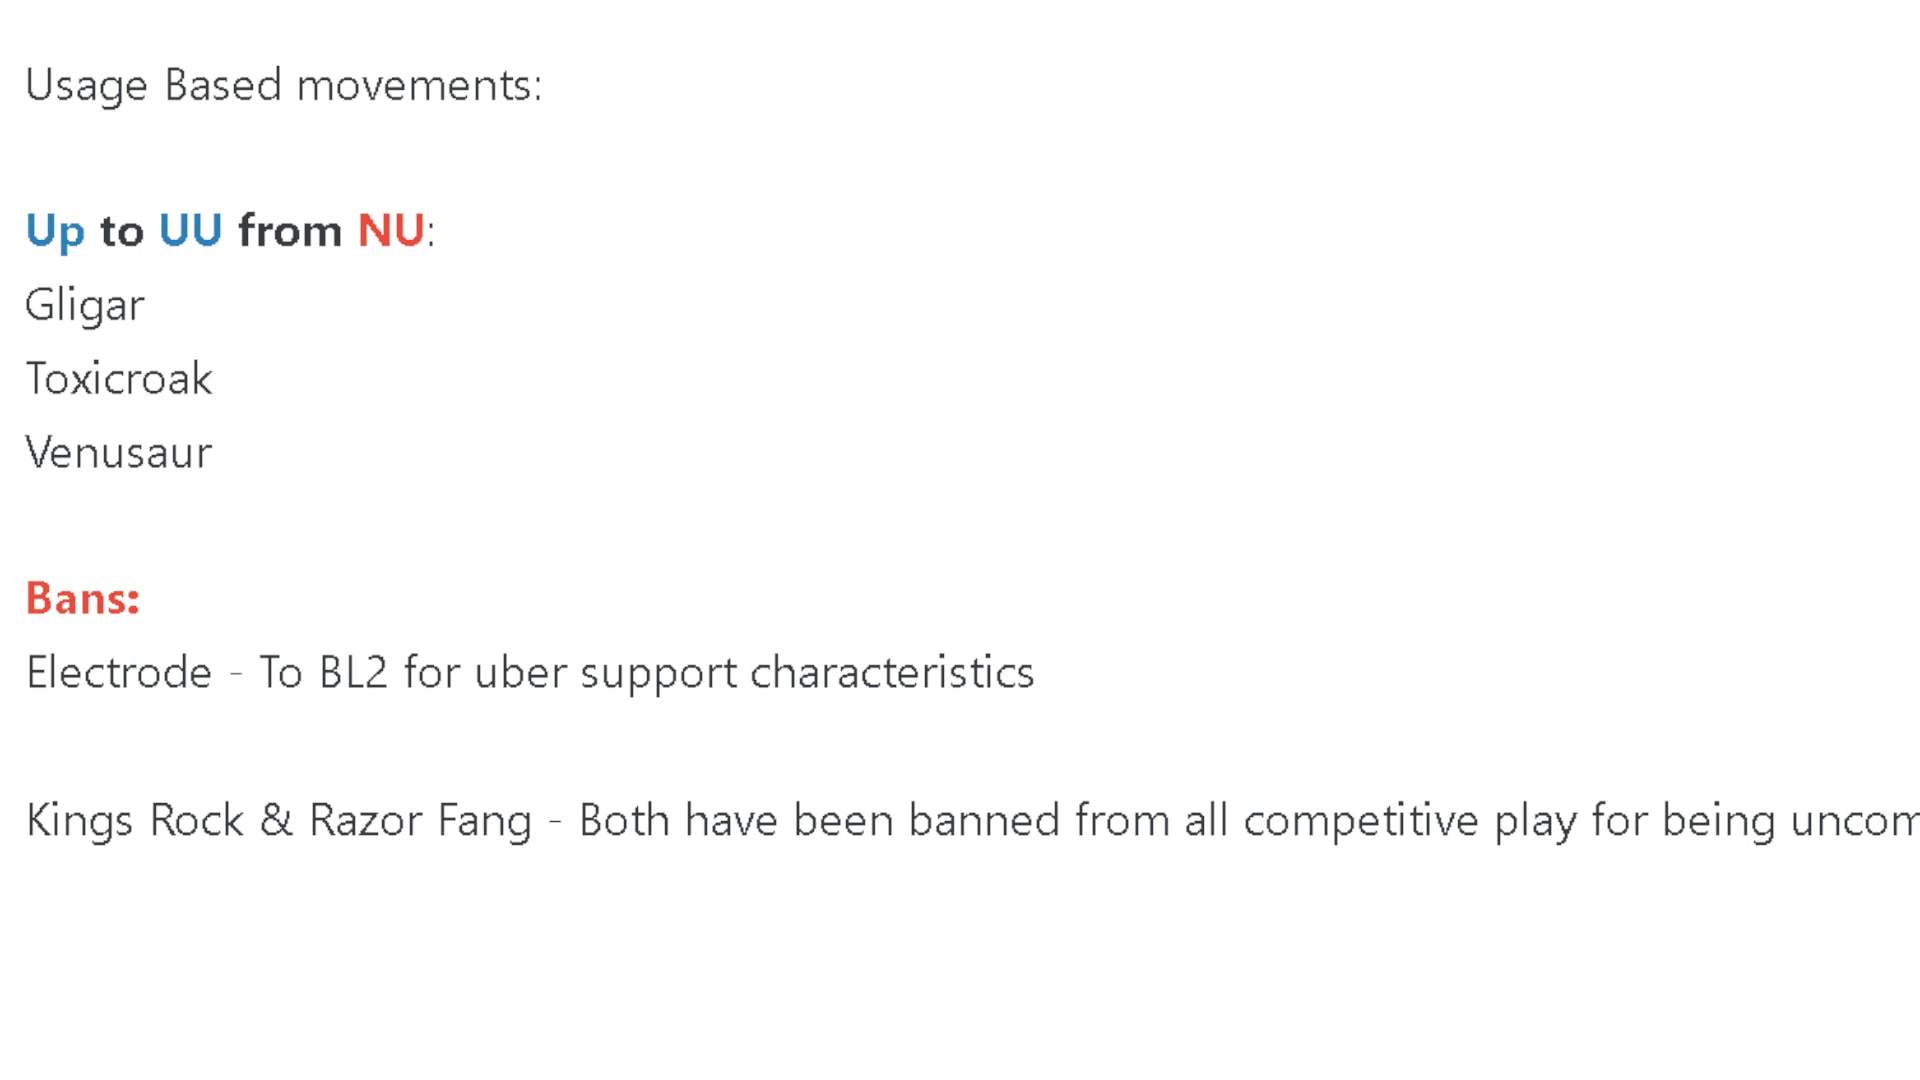 Usage Based movements:
Up to UU from NU:
Gligar
Toxicroak
Venusaur
Bans:
Electrode - To BL2 for uber support characteristics
Kings Rock & Razor Fang - Both have been banned from all competitive play for being